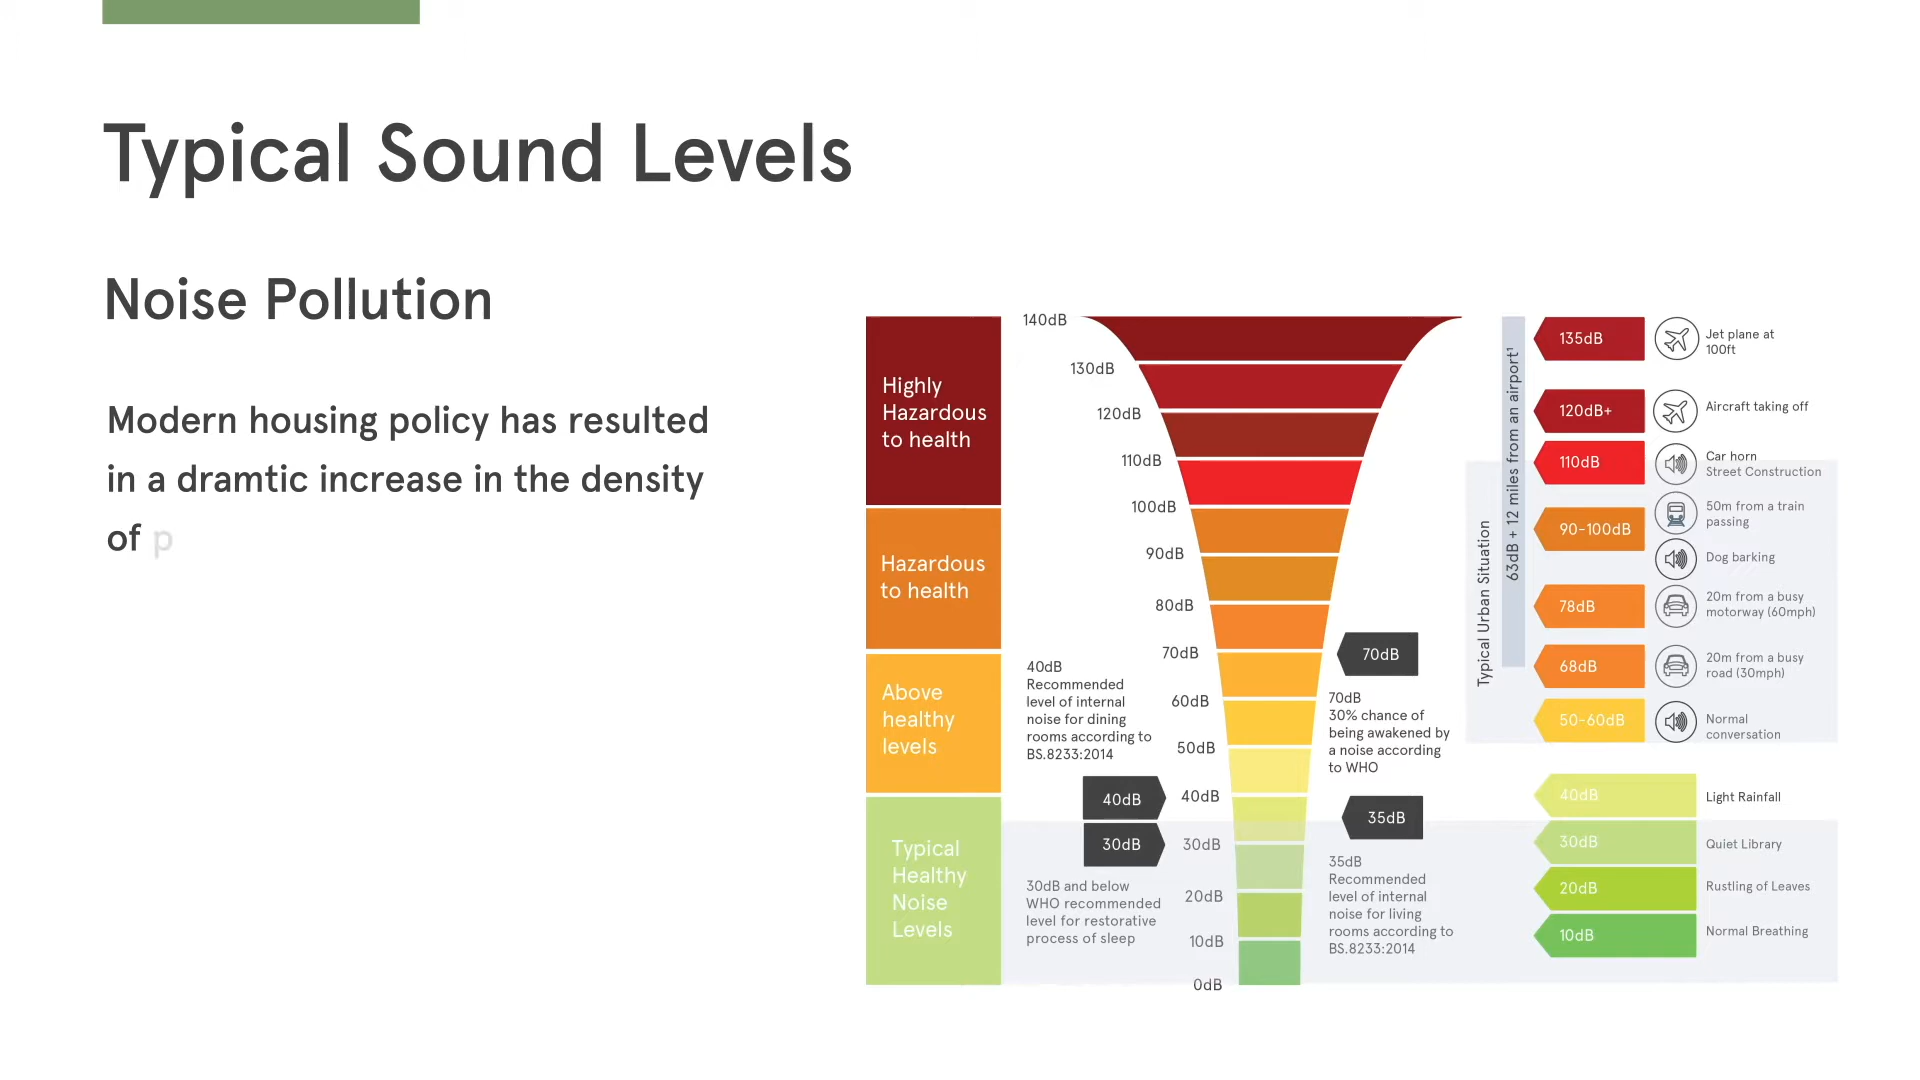 Typical Sound Levels
Noise Pollution
Modern housing policy has resulted
in a dramtic increase in the density
of p
Highly
Hazardous
to health
Hazardous
to health
Above
healthy
levels
Typical
Healthy
Noise
Levels
140dB
130dB
120dB
110dB
100dB
90dB
80dB
70dB
60dB
50dB
40dB
30dB
20dB
10dB
0dB
40dB
Recommended
level of internal
noise for dining
rooms according to
BS.8233:2014
40dB
30dB
30dB and below
WHO recommended
level for restorative
process of sleep
70dB
70dB
30% chance of
being awakened by
a noise according
to WHO
35dB
35dB
Recommended
level of internal
noise for living
rooms according to
BS.8233:2014
Typical Urban Situation
63dB + 12 miles from an airport¹
135dB
Jet plane at
100ft
120dB+
Aircraft taking off
110dB
Car horn
Street Construction
90-100dB
50m from a train
passing
Dog barking
78dB
20m from a busy
motorway (60mph)
68dB
20m from a busy
road (30mph)
50-60dB
Normal
conversation
40dB
Light Rainfall
30dB
Quiet Library
20dB
Rustling of Leaves
10dB
Normal Breathing